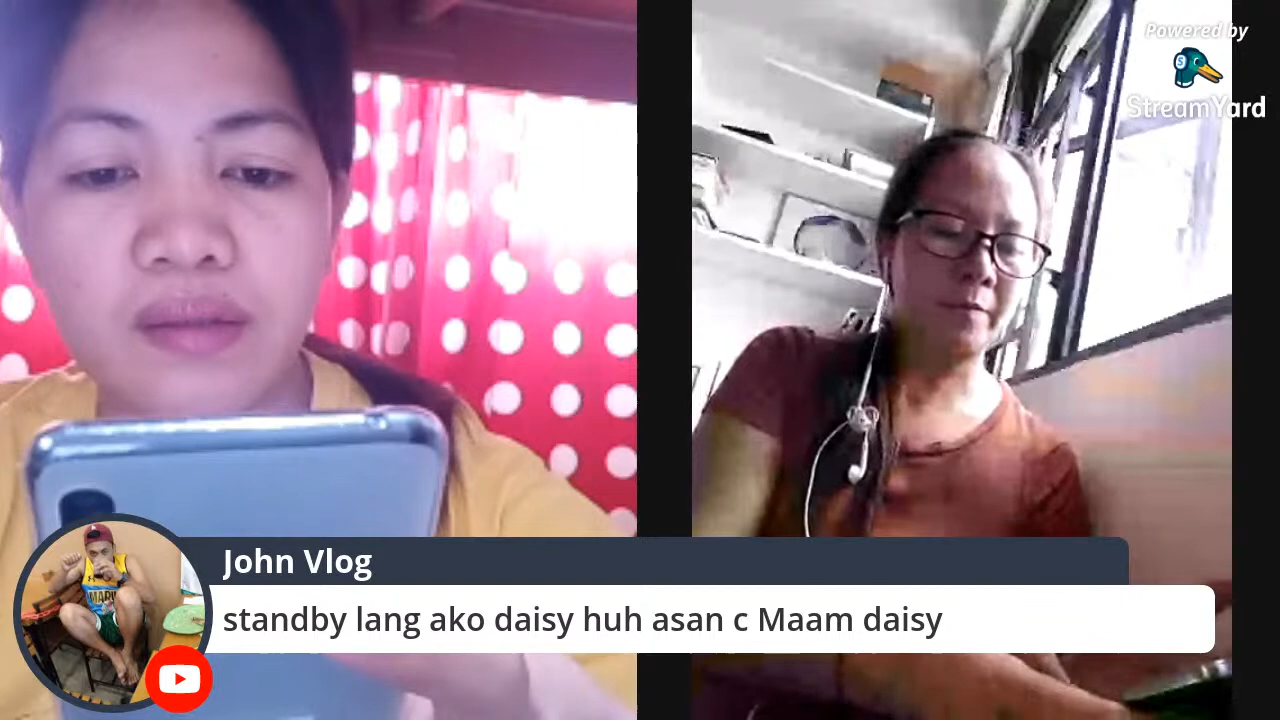 Powered by
StreamYard
John Vlog
standby lang ako daisy huh asan c Maam daisy